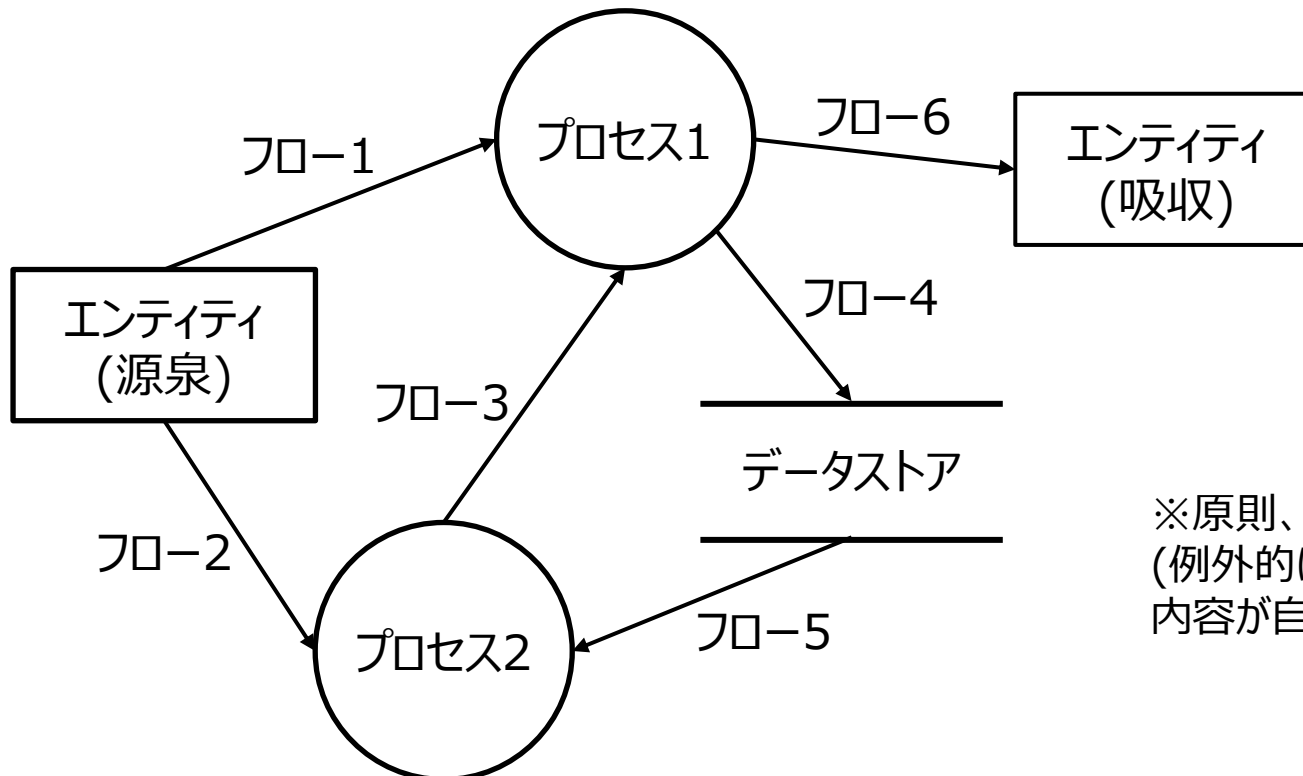 プロセス1
フロー6
エンティティ
(吸収)
フロー1
エンティティ
(源泉)
フロー4
フロー3
データストア
フロー2
プロセス2
フロー5
※原則、
(例外的に
内容が自